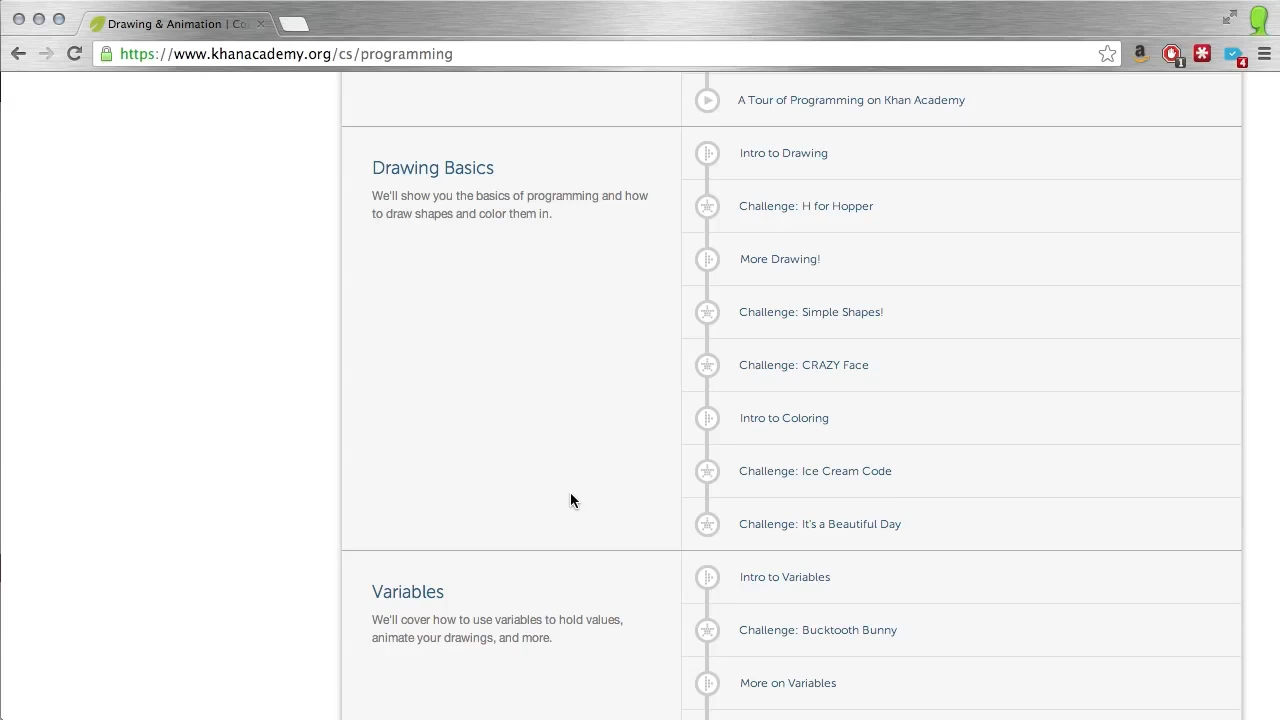 Drawing & Animation | Co
https://www.khanacademy.org/cs/programming
1
4
A Tour of Programming on Khan Academy
Drawing Basics
We'll show you the basics of programming and how
to draw shapes and color them in.
Intro to Drawing
Challenge: H for Hopper
More Drawing!
Challenge: Simple Shapes!
Challenge: CRAZY Face
Intro to Coloring
Challenge: Ice Cream Code
Challenge: It's a Beautiful Day
Variables
We'll cover how to use variables to hold values,
animate your drawings, and more.
Intro to Variables
Challenge: Bucktooth Bunny
More on Variables